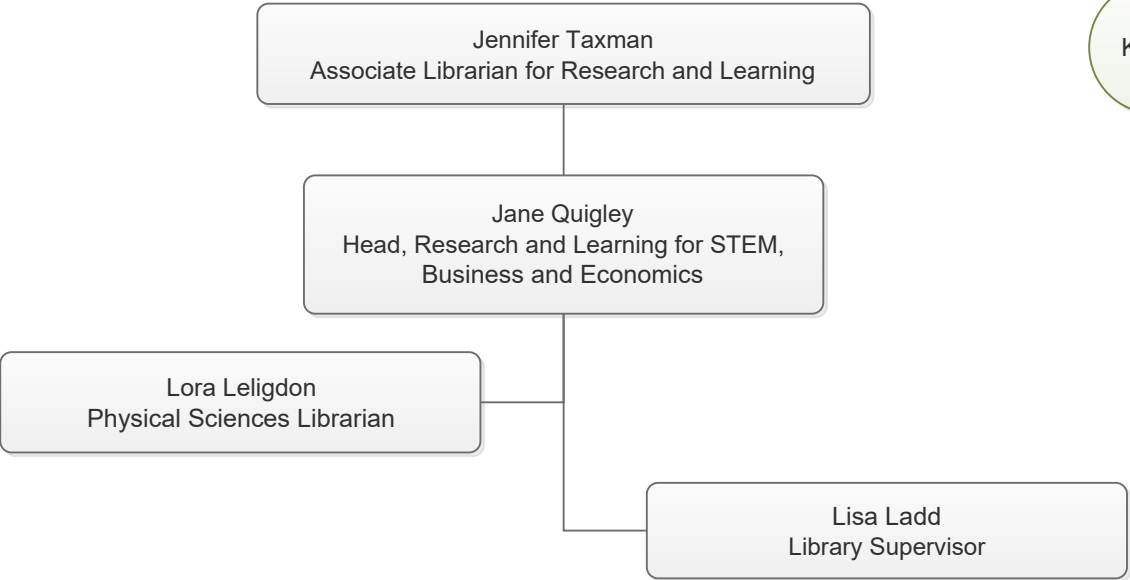 Jennifer Taxman
Associate Librarian for Research and Learning
Jane Quigley
Head, Research and Learning for STEM,
Business and Economics
Lora Leligdon
Physical Sciences Librarian
Lisa Ladd
Library Supervisor